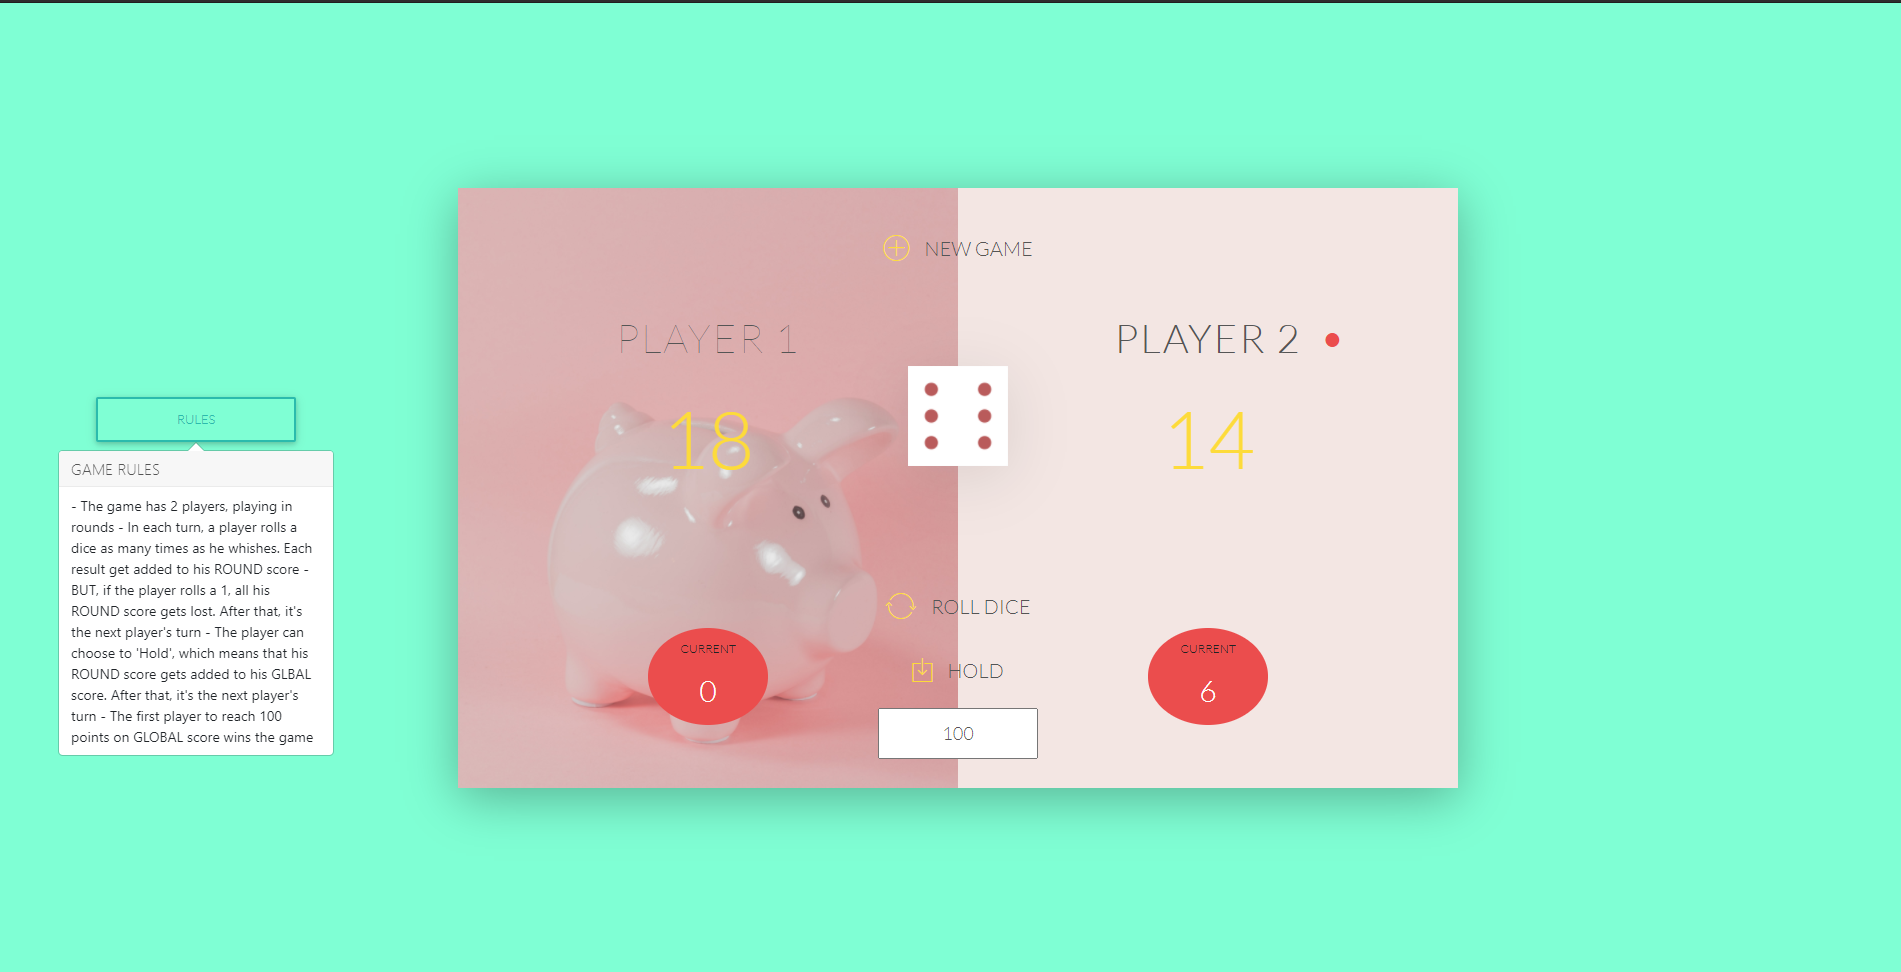 NEW GAME
PLAYER 1
PLAYER 2
18
14
RULES
GAME RULES
- The game has 2 players, playing in
rounds - In each turn, a player rolls a
dice as many times as he whishes. Each
result get added to his ROUND score -
BUT, if the player rolls a 1, all his
ROUND score gets lost. After that, it's
the next player's turn - The player can
choose to 'Hold', which means that his
ROUND score gets added to his GLBAL
score. After that, it's the next player's
turn - The first player to reach 100
points on GLOBAL score wins the game
ROLL DICE
CURRENT
0
HOLD
CURRENT
6
100